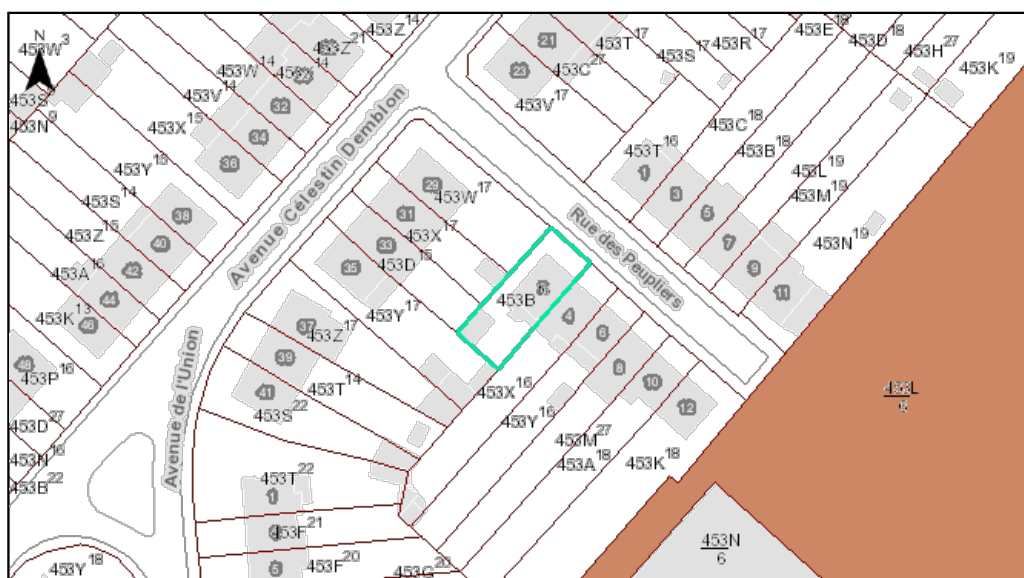 N
453W³
453S
453N⁹
453Z²¹
453Z¹⁴
453W¹⁴
453V¹⁴
32
34
36
453X¹⁵
453Y¹⁵
453S¹⁴
453Z¹⁵
453A¹⁶
453K¹³
38
40
42
44
46
48
453P¹⁶
453D²⁷
453N¹⁶
453B²²
Avenue Célestin Demblon
Avenue de l'Union
Rue des Peupliers
21
23
453T¹⁷
453S¹⁷
453R¹⁷
453E¹⁸
453D¹⁸
453H²⁷
453K¹⁹
453C²⁷
453V¹⁷
453C¹⁸
453B¹⁸
453L¹⁹
453M¹⁹
453N¹⁹
453T¹⁶
1
3
5
7
9
11
29
31
33
35
453W¹⁷
453X¹⁷
453D¹⁵
453Y¹⁷
37
39
41
453Z¹⁷
453T¹⁴
453S²²
453B
4
6
8
10
12
453X¹⁶
453Y¹⁶
453M²⁷
453A¹⁸
453K¹⁸
453T²²
1
453F²¹
5
453F²⁰
453G²⁰
453Y¹⁸
453L
6
453N
6